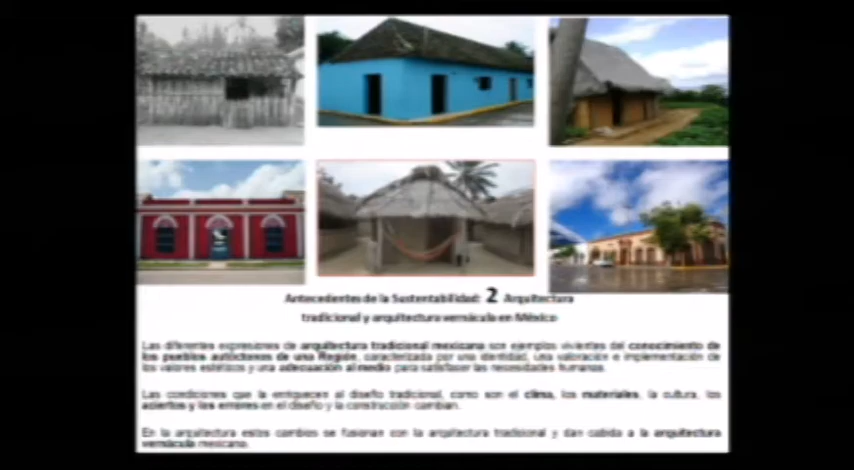 Antecedentes de la Sustentabilidad: 2 Arquitectura
tradicional y arquitectura vernácula en México
Las diferentes expresiones de arquitectura tradicional mexicana son ejemplos vivientes del conocimiento de
los pueblos autóctonos de una Región, caracterizada por una identidad, una valoración e implementación de
los valores estéticos y una adecuación al medio para satisfacer las necesidades humanas.
Las condiciones que la enriquecen al diseño tradicional, como son el clima, los materiales, la cultura, los
aciertos y los errores en el diseño y la construcción cambian.
En la arquitectura estos cambios se fusionan con la arquitectura tradicional y dan cabida a la arquitectura
vernácula mexicana.